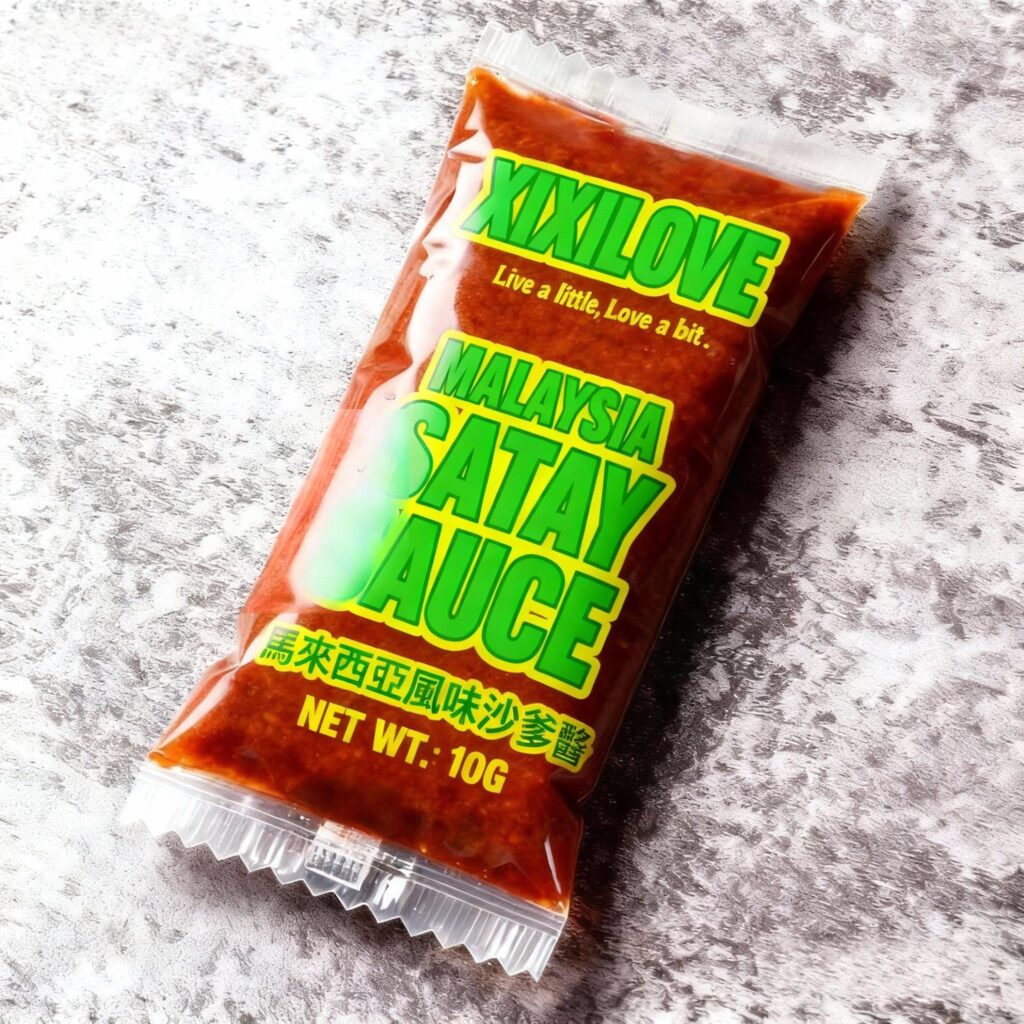 XIXILOVE
Live a little, Love a bit.
MALAYSIA
SATAY
SAUCE
馬來西亞風味沙爹醬
NET WT.: 10G